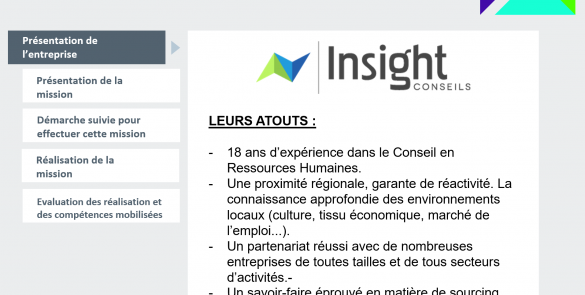 Présentation de
l'entreprise
Présentation de la
mission
Démarche suivie pour
effectuer cette mission
Réalisation de la
mission
Evaluation des réalisation et
des compétences mobilisées
Insight
CONSEILS
LEURS ATOUTS :
- 18 ans d'expérience dans le Conseil en
Ressources Humaines.
- Une proximité régionale, garante de réactivité. La
connaissance approfondie des environnements
locaux (culture, tissu économique, marché de
l'emploi...).
- Un partenariat réussi avec de nombreuses
entreprises de toutes tailles et de tous secteurs
d'activités.-
- Un savoir-faire éprouvé en matière de sourcing